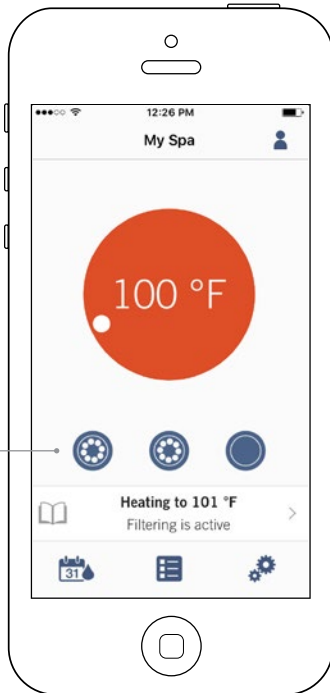 12:26 PM
My Spa
100 °F
Heating to 101 °F
Filtering is active
31